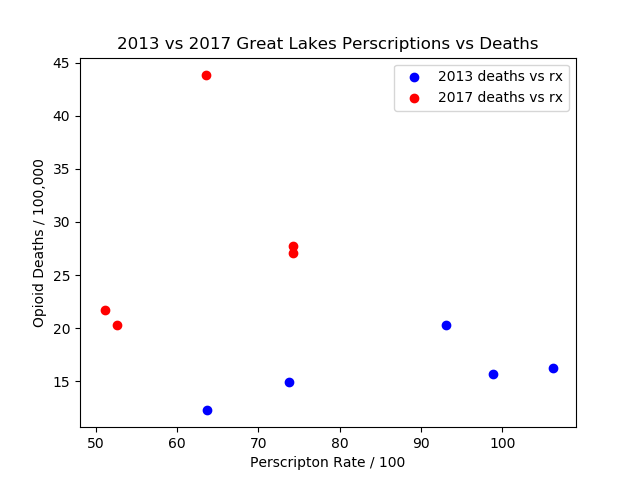 2013 vs 2017 Great Lakes Perscriptions vs Deaths
45
40
35
30
25
20
15
Opioid Deaths / 100,000
2013 deaths vs rx
2017 deaths vs rx
50 60 70 80 90 100
Perscripton Rate / 100